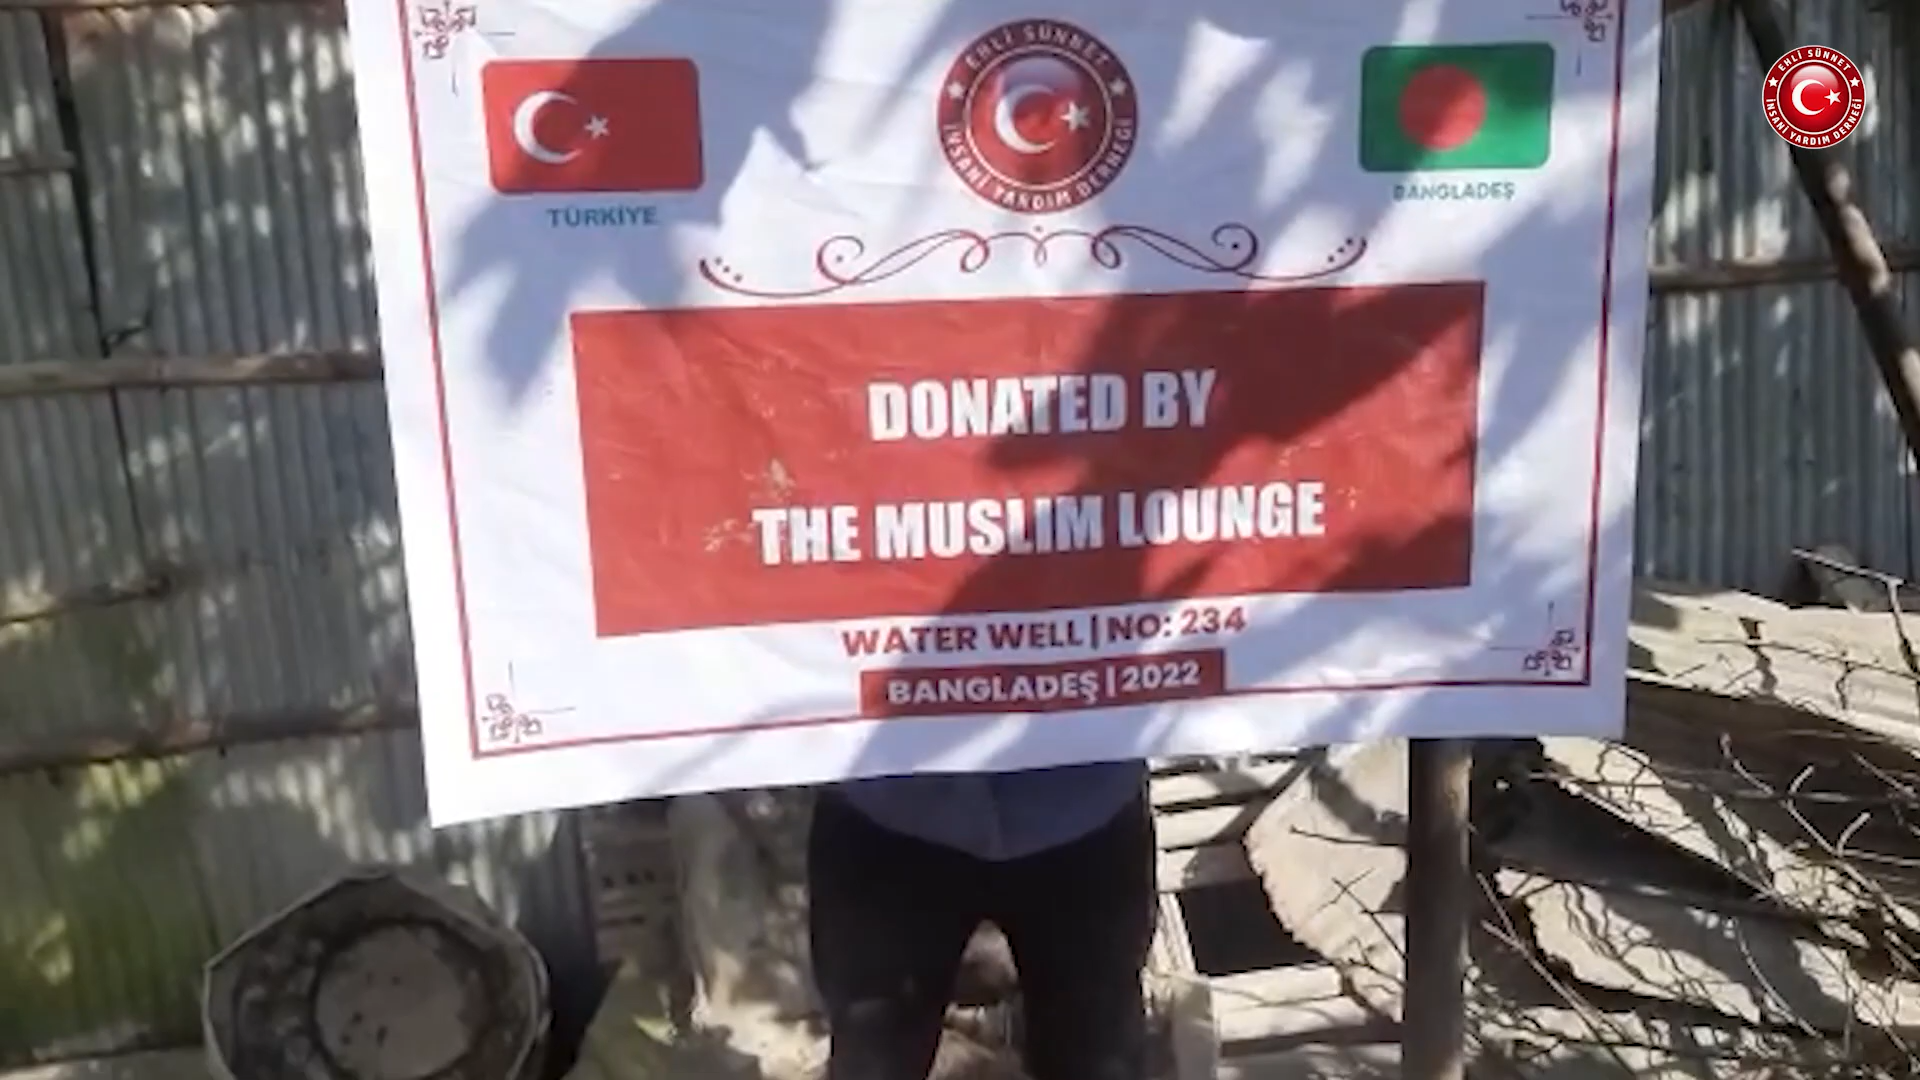 EHLİ SÜNNET
İNSANİ YARDIM DERNEĞİ
TÜRKİYE
BANGLADEŞ
DONATED BY
THE MUSLIM LOUNGE
WATER WELL | NO: 234
BANGLADEŞ | 2022
EHLİ SÜNNET
İNSANİ YARDIM DERNEĞİ